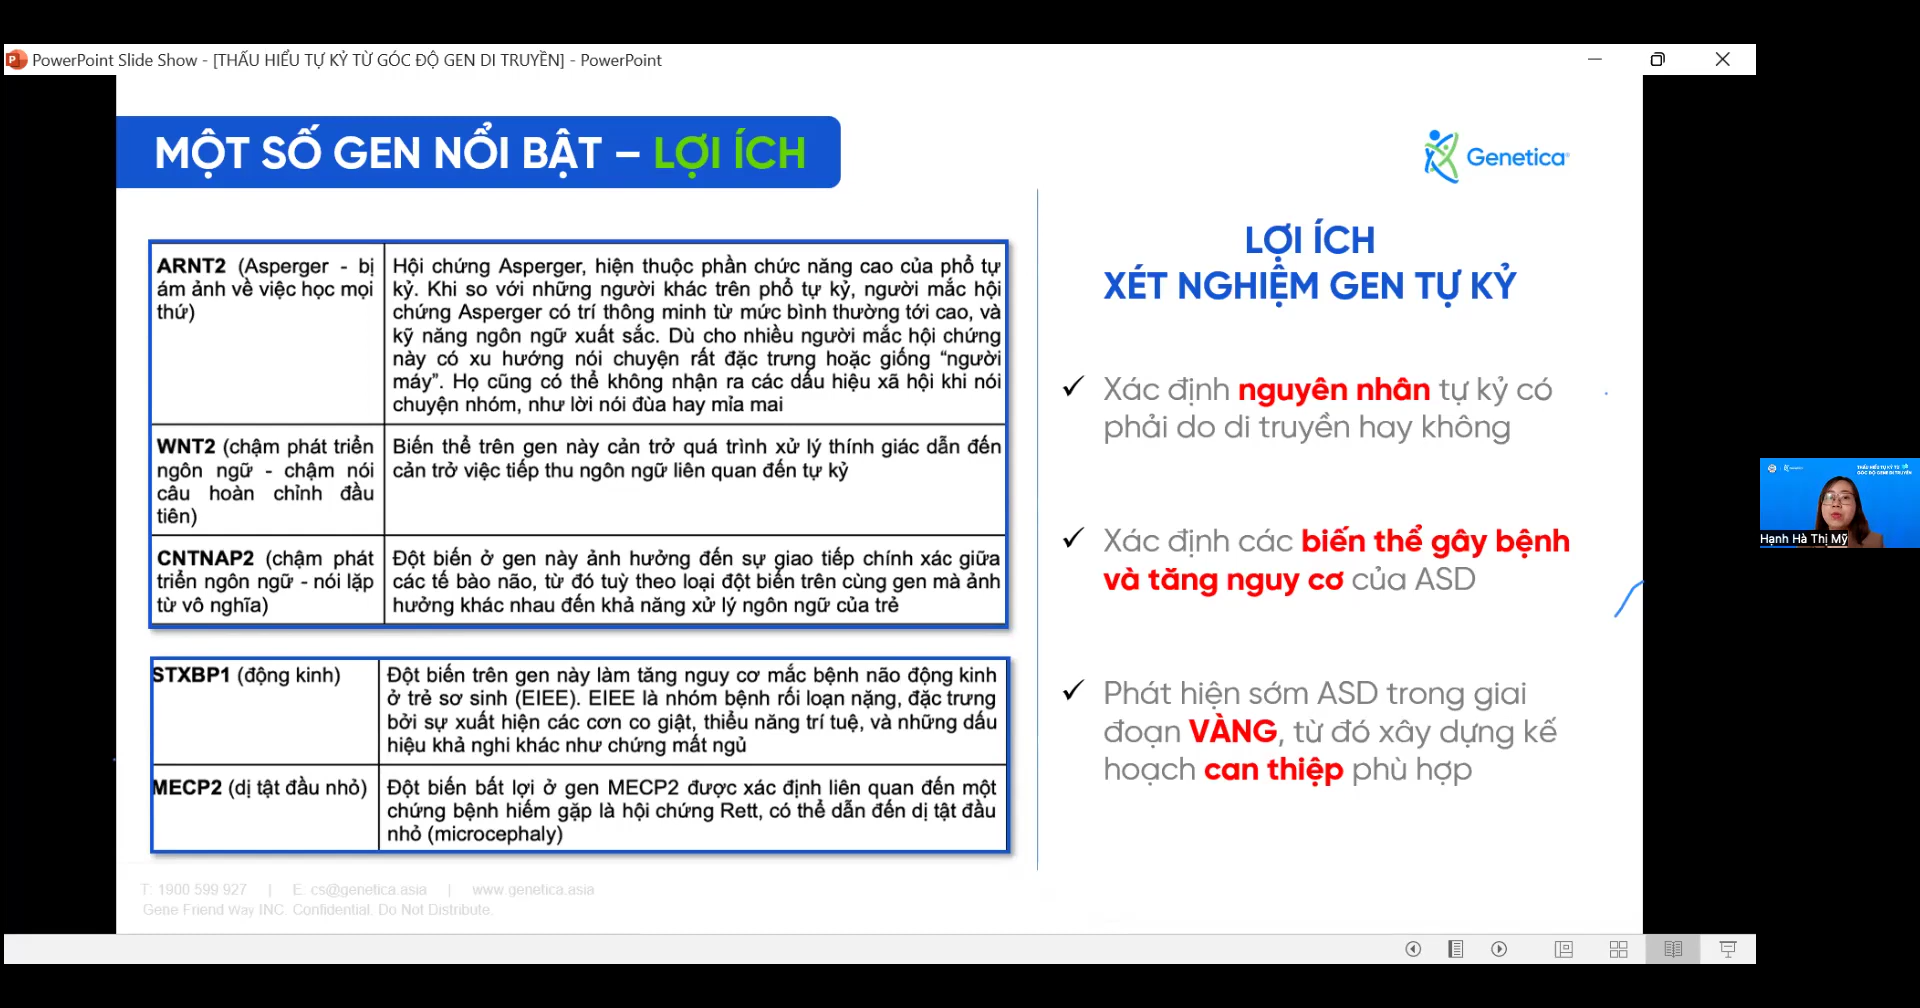 PowerPoint Slide Show - [THẤU HIỂU TỰ KỶ TỪ GÓC ĐỘ GEN DI TRUYỀN] - PowerPoint
MỘT SỐ GEN NỔI BẬT – LỢI ÍCH
Genetica
ARNT2 (Asperger - bị
ám ảnh về việc học mọi
thứ)
Hội chứng Asperger, hiện thuộc phần chức năng cao của phổ tự
kỷ. Khi so với những người khác trên phổ tự kỷ, người mắc hội
chứng Asperger có trí thông minh từ mức bình thường tới cao, và
kỹ năng ngôn ngữ xuất sắc. Dù cho nhiều người mắc hội chứng
này có xu hướng nói chuyện rất đặc trưng hoặc giống “người
máy”. Họ cũng có thể không nhận ra các dấu hiệu xã hội khi nói
chuyện nhóm, như lời nói đùa hay mỉa mai
WNT2 (chậm phát triển
ngôn ngữ - chậm nói
câu hoàn chỉnh đầu
tiên)
Biến thể trên gen này cản trở quá trình xử lý thính giác dẫn đến
cản trở việc tiếp thu ngôn ngữ liên quan đến tự kỷ
CNTNAP2 (chậm phát
triển ngôn ngữ - nói lặp
từ vô nghĩa)
Đột biến ở gen này ảnh hưởng đến sự giao tiếp chính xác giữa
các tế bào não, từ đó tuỳ theo loại đột biến trên cùng gen mà ảnh
hưởng khác nhau đến khả năng xử lý ngôn ngữ của trẻ
STXBP1 (động kinh)
Đột biến trên gen này làm tăng nguy cơ mắc bệnh não động kinh
ở trẻ sơ sinh (EIEE). EIEE là nhóm bệnh rối loạn nặng, đặc trưng
bởi sự xuất hiện các cơn co giật, thiểu năng trí tuệ, và những dấu
hiệu khả nghi khác như chứng mất ngủ
MECP2 (dị tật đầu nhỏ)
Đột biến bất lợi ở gen MECP2 được xác định liên quan đến một
chứng bệnh hiếm gặp là hội chứng Rett, có thể dẫn đến dị tật đầu
nhỏ (microcephaly)
LỢI ÍCH
XÉT NGHIỆM GEN TỰ KỶ
Xác định nguyên nhân tự kỷ có
phải do di truyền hay không
Xác định các biến thể gây bệnh
và tăng nguy cơ của ASD
Phát hiện sớm ASD trong giai
đoạn VÀNG, từ đó xây dựng kế
hoạch can thiệp phù hợp
T: 1900 599 927 | E. cs@genetica.asia | www.genetica.asia
Gene Friend Way INC. Confidential. Do Not Distribute.
THẤU HIỂU TỰ KỶ TỪ
GÓC ĐỘ GEN DI TRUYỀN
Hạnh Hà Thị Mỹ